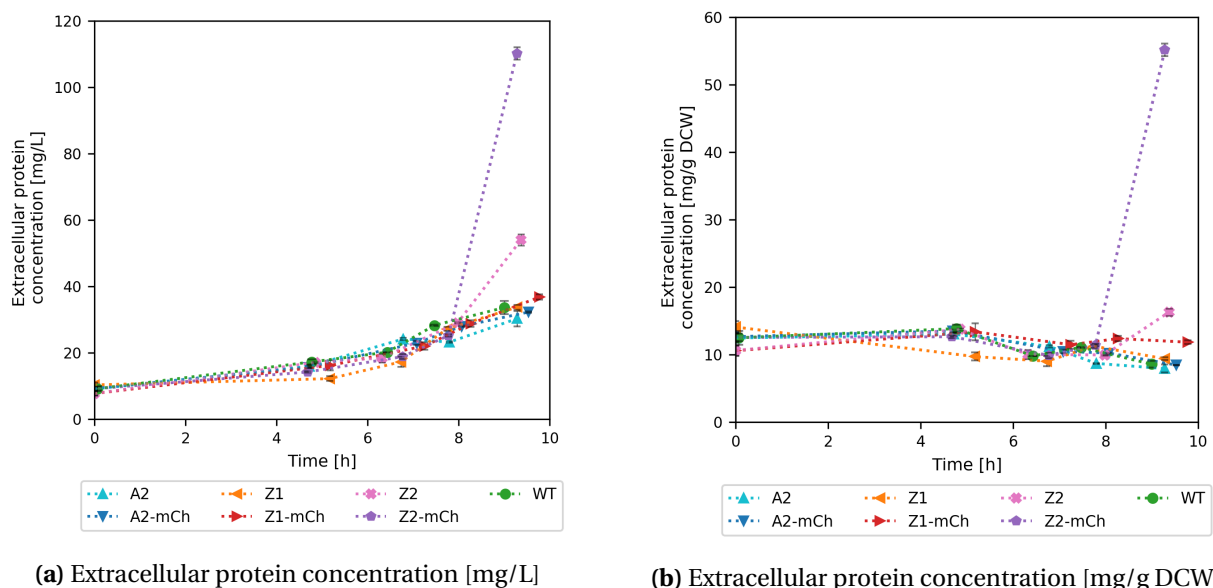 120
100
80
60
40
20
0
Extracellular protein
concentration [mg/L]
0 2 4 6 8 10
Time [h]
A2 Z1 Z2 WT
A2-mCh Z1-mCh Z2-mCh
(a) Extracellular protein concentration [mg/L]
60
50
40
30
20
10
0
Extracellular protein
concentration [mg/g DCW]
0 2 4 6 8 10
Time [h]
A2 Z1 Z2 WT
A2-mCh Z1-mCh Z2-mCh
(b) Extracellular protein concentration [mg/g DCW